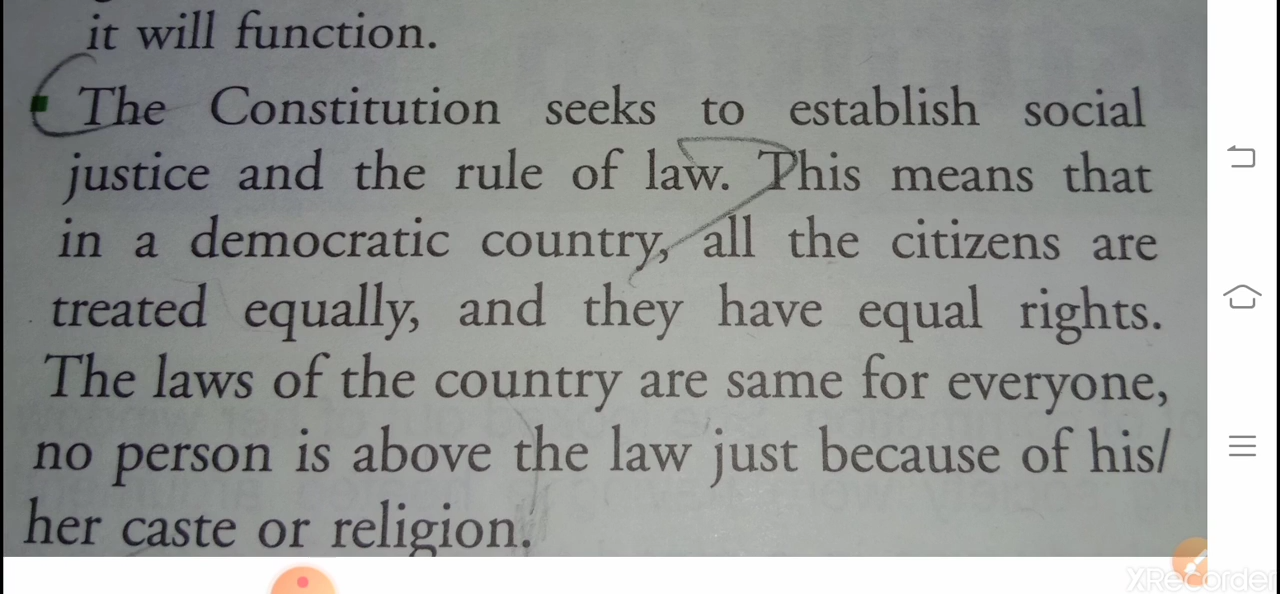 it will function.
The Constitution seeks to establish social
justice and the rule of law. This means that
in a democratic country, all the citizens are
treated equally, and they have equal rights.
The laws of the country are same for everyone,
no person is above the law just because of his/
her caste or religion.
XRecorder